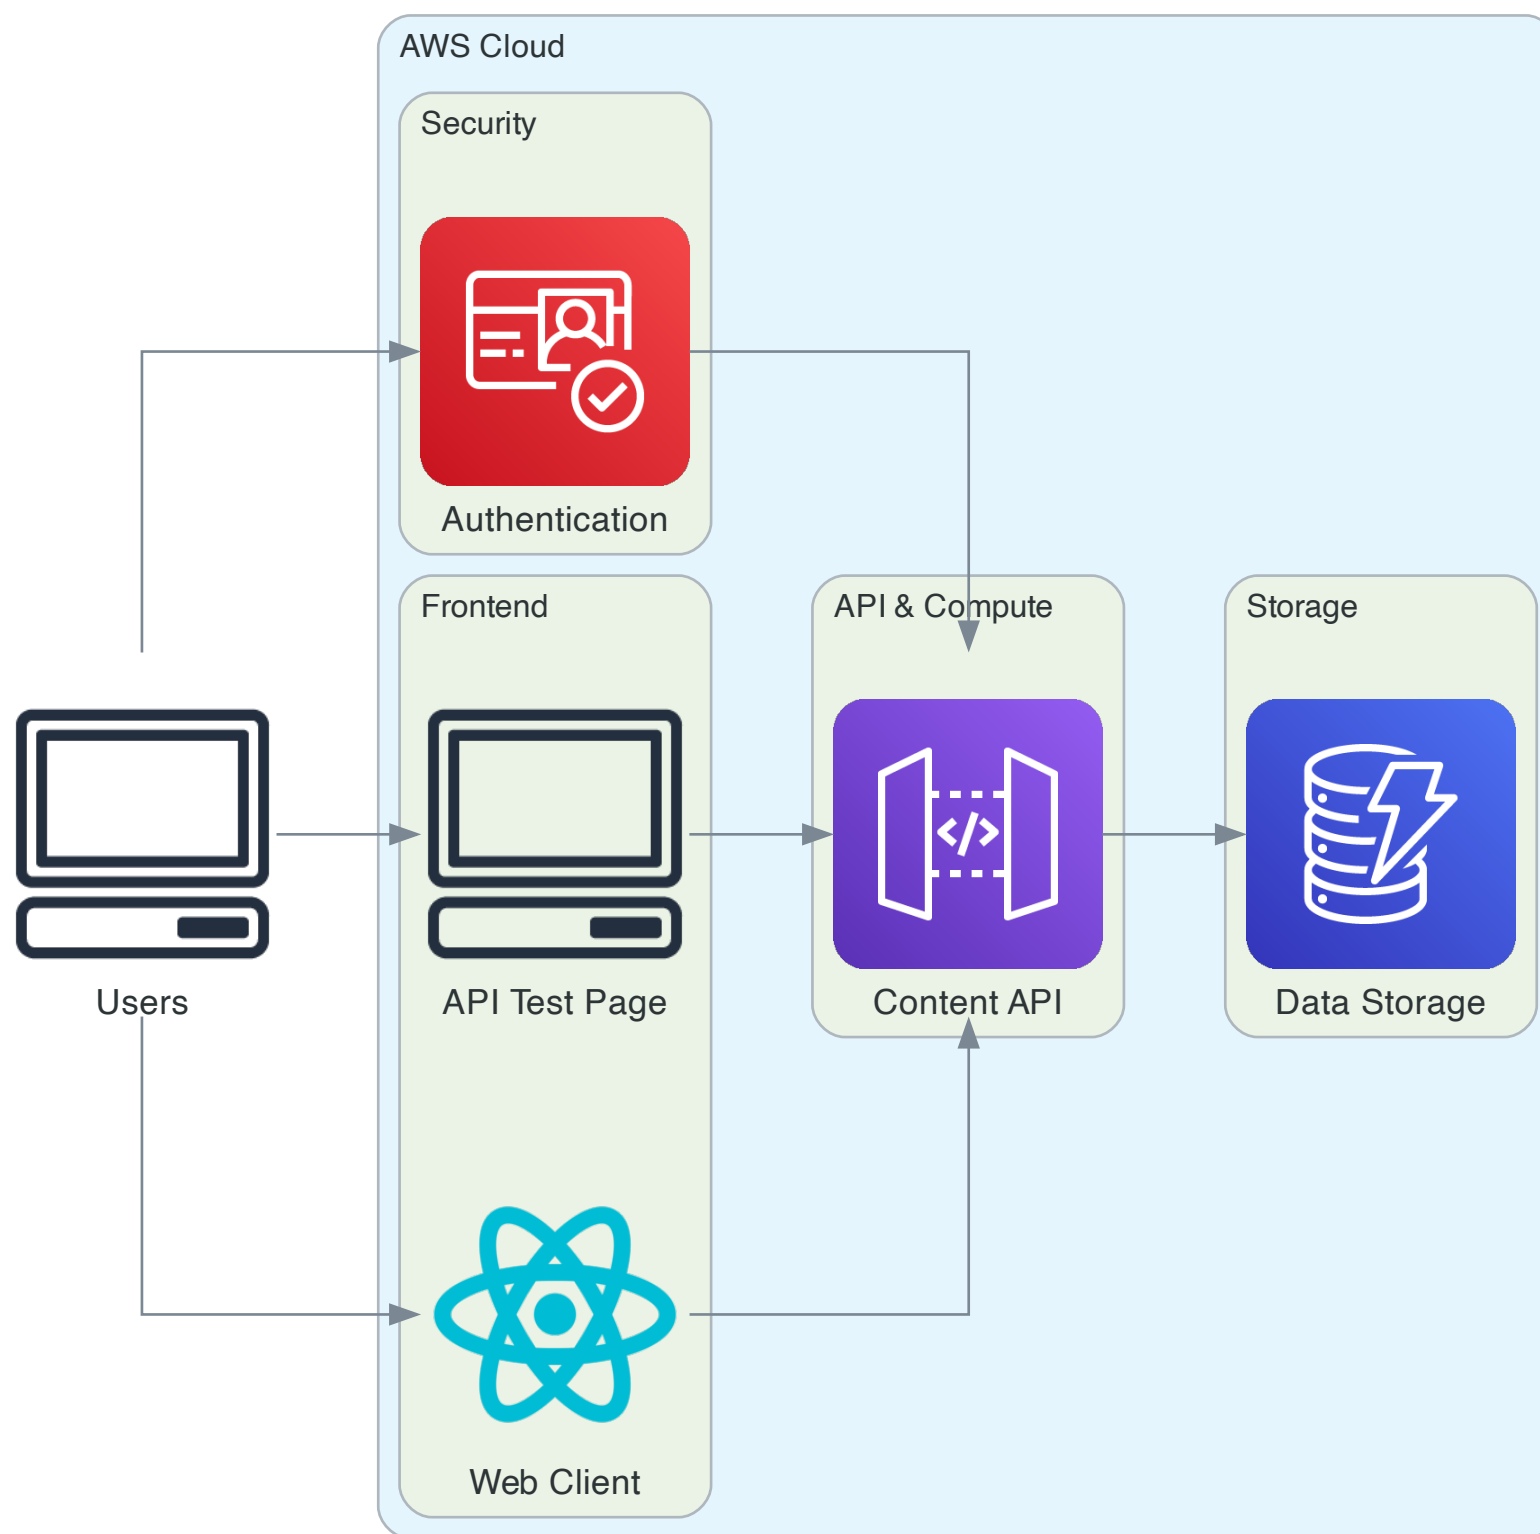 AWS Cloud
Security
Authentication
Frontend
API & Compute
Storage
Users
API Test Page
Content API
Data Storage
Web Client